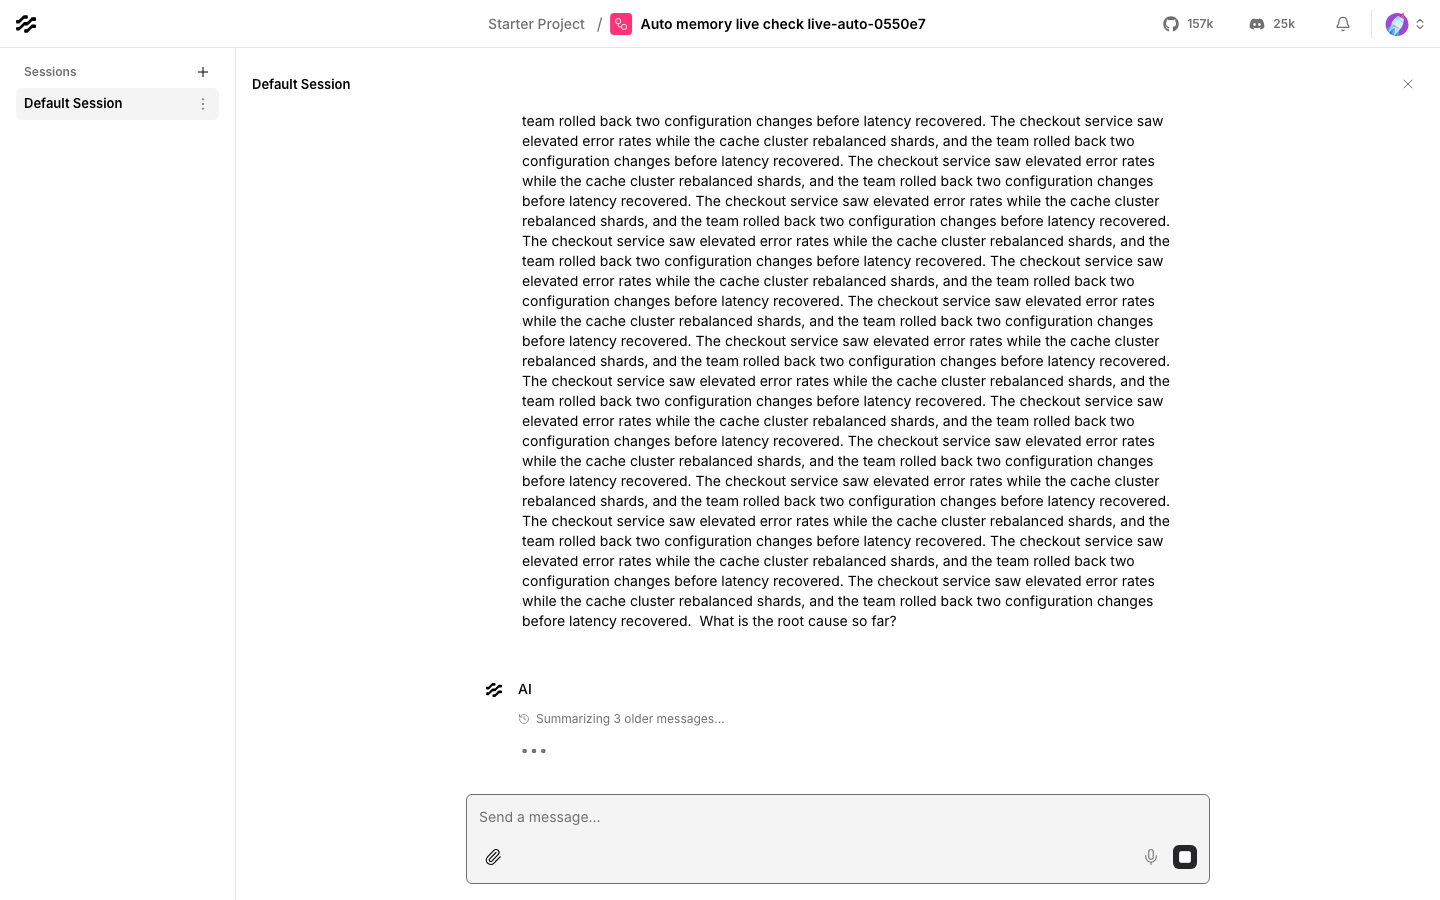 Starter Project / Auto memory live check live-auto-0550e7
157k
25k
Sessions
Default Session
Default Session
team rolled back two configuration changes before latency recovered. The checkout service saw
elevated error rates while the cache cluster rebalanced shards, and the team rolled back two
configuration changes before latency recovered. The checkout service saw elevated error rates
while the cache cluster rebalanced shards, and the team rolled back two configuration changes
before latency recovered. The checkout service saw elevated error rates while the cache cluster
rebalanced shards, and the team rolled back two configuration changes before latency recovered.
The checkout service saw elevated error rates while the cache cluster rebalanced shards, and the
team rolled back two configuration changes before latency recovered. The checkout service saw
elevated error rates while the cache cluster rebalanced shards, and the team rolled back two
configuration changes before latency recovered. The checkout service saw elevated error rates
while the cache cluster rebalanced shards, and the team rolled back two configuration changes
before latency recovered. The checkout service saw elevated error rates while the cache cluster
rebalanced shards, and the team rolled back two configuration changes before latency recovered.
The checkout service saw elevated error rates while the cache cluster rebalanced shards, and the
team rolled back two configuration changes before latency recovered. The checkout service saw
elevated error rates while the cache cluster rebalanced shards, and the team rolled back two
configuration changes before latency recovered. The checkout service saw elevated error rates
while the cache cluster rebalanced shards, and the team rolled back two configuration changes
before latency recovered. The checkout service saw elevated error rates while the cache cluster
rebalanced shards, and the team rolled back two configuration changes before latency recovered.
The checkout service saw elevated error rates while the cache cluster rebalanced shards, and the
team rolled back two configuration changes before latency recovered. The checkout service saw
elevated error rates while the cache cluster rebalanced shards, and the team rolled back two
configuration changes before latency recovered. The checkout service saw elevated error rates
while the cache cluster rebalanced shards, and the team rolled back two configuration changes
before latency recovered.  What is the root cause so far?
AI
Summarizing 3 older messages...
Send a message...